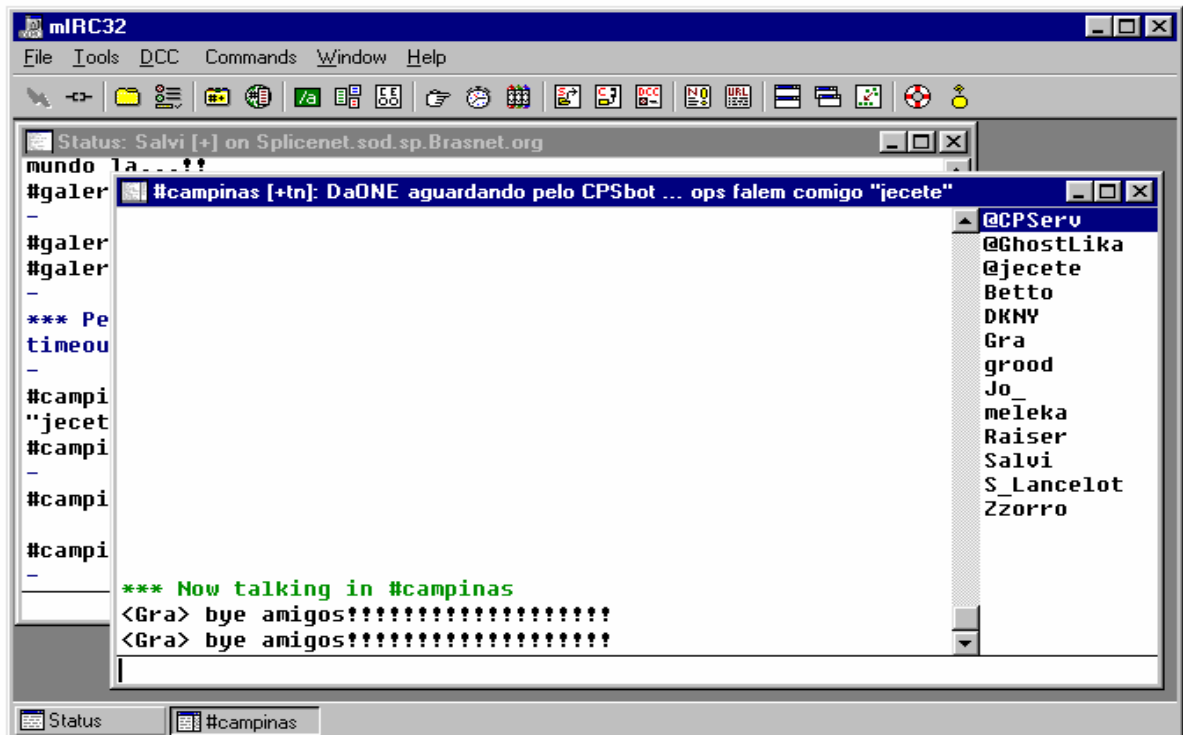 mIRC32
File Tools DCC Commands Window Help
Status: Salvi [+] on Splicenet.sod.sp.Brasnet.org
mundo la...!!
#galer
-
#galer
#galer
-
*** Pe
timeou
-
#campi
"jecet
#campi
-
#campi
#campi
-
#campinas [+tn]: DaONE aguardando pelo CPSbot ... ops falem comigo "jecete"
*** Now talking in #campinas
<Gra> bye amigos!!!!!!!!!!!!!!!!!!!
<Gra> bye amigos!!!!!!!!!!!!!!!!!!!
@CPServ
@GhostLika
@jecete
Betto
DKNY
Gra
grood
Jo_
meleka
Raiser
Salvi
S_Lancelot
Zzorro
Status
#campinas